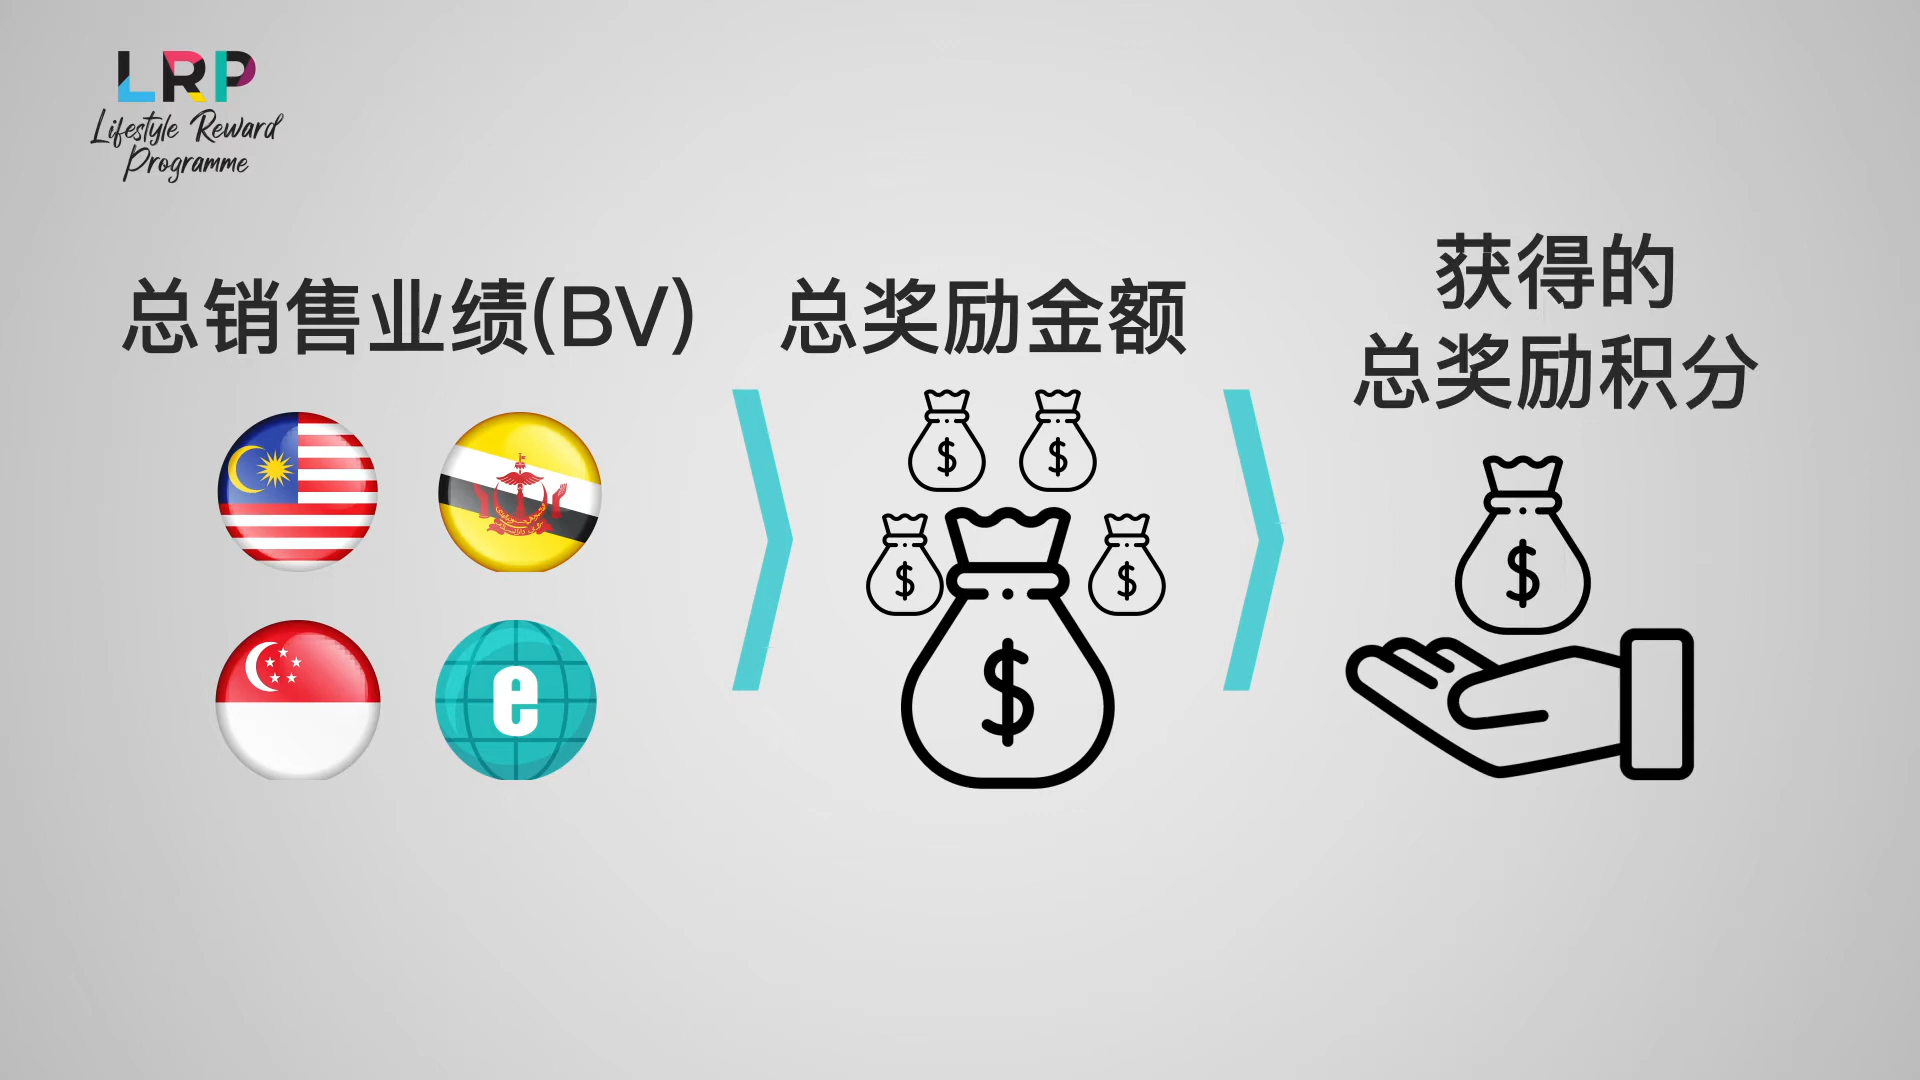 LRP
Lifestyle Reward
Programme
总销售业绩(BV)
总奖励金额
获得的
总奖励积分
$ $
$ $
$
$
e